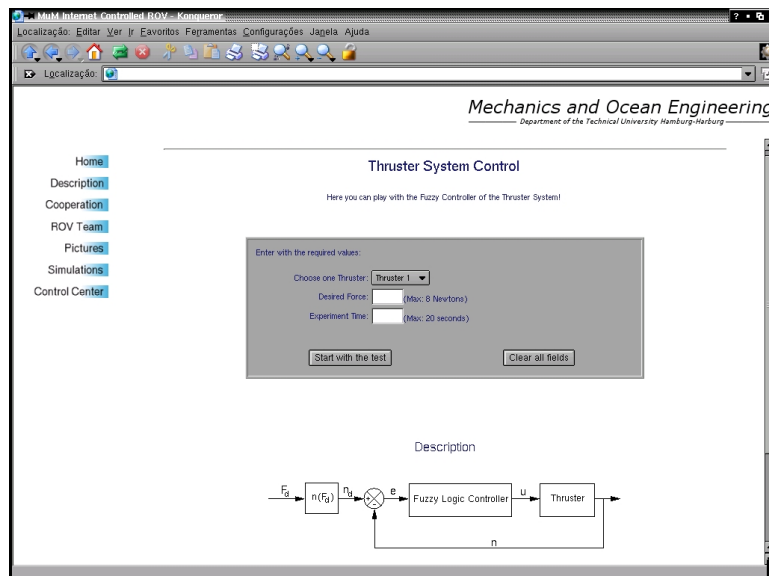 MuM Internet Controlled ROV - Konqueror
Localização: Editar Ver Ir Favoritos Ferramentas Configurações Janela Ajuda
Localização:
Mechanics and Ocean Engineering
Department of the Technical University Hamburg-Harburg
Home
Description
Cooperation
ROV Team
Pictures
Simulations
Control Center
Thruster System Control
Here you can play with the Fuzzy Controller of the Thruster System!
Enter with the required values:
Choose one Thruster: Thruster 1
Desired Force: (Max: 8 Newtons)
Experiment Time: (Max: 20 seconds)
Start with the test Clear all fields
Description
Fd n(Fd) nd + - e Fuzzy Logic Controller u Thruster
n